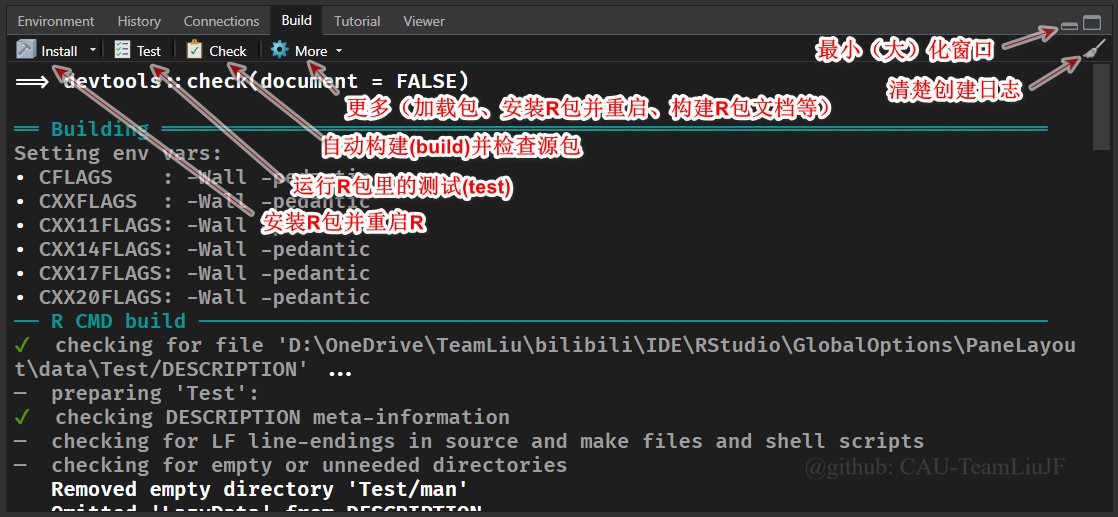 Environment History Connections Build Tutorial Viewer
最小（大）化窗口
Install Test Check More
清楚创建日志
==> devtools::check(document = FALSE)
更多（加载包、安装R包并重启、构建R包文档等）
══ Building ══
自动构建(build)并检查源包
Setting env vars:
• CFLAGS : -Wall -pedantic
运行R包里的测试(test)
• CXXFLAGS : -Wall -pedantic
安装R包并重启R
• CXX11FLAGS: -Wall -pedantic
• CXX14FLAGS: -Wall -pedantic
• CXX17FLAGS: -Wall -pedantic
• CXX20FLAGS: -Wall -pedantic
── R CMD build ──
✓ checking for file 'D:\OneDrive\TeamLiu\bilibili\IDE\RStudio\GlobalOptions\PaneLayou
t\data\Test/DESCRIPTION' ...
─ preparing 'Test':
✓ checking DESCRIPTION meta-information
─ checking for LF line-endings in source and make files and shell scripts
─ checking for empty or unneeded directories
@github: CAU-TeamLiuJF
Removed empty directory 'Test/man'
Omitted 'LazyData' from DESCRIPTION